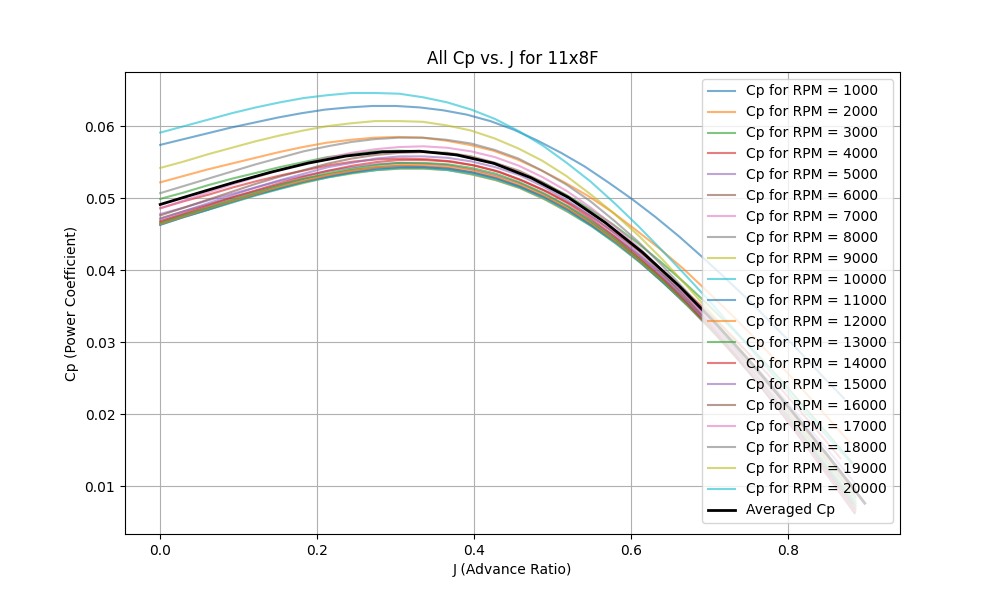 All Cp vs. J for 11x8F
Cp (Power Coefficient)
0.06
0.05
0.04
0.03
0.02
0.01
0.0
0.2
0.4
0.6
0.8
J (Advance Ratio)
Cp for RPM = 1000
Cp for RPM = 2000
Cp for RPM = 3000
Cp for RPM = 4000
Cp for RPM = 5000
Cp for RPM = 6000
Cp for RPM = 7000
Cp for RPM = 8000
Cp for RPM = 9000
Cp for RPM = 10000
Cp for RPM = 11000
Cp for RPM = 12000
Cp for RPM = 13000
Cp for RPM = 14000
Cp for RPM = 15000
Cp for RPM = 16000
Cp for RPM = 17000
Cp for RPM = 18000
Cp for RPM = 19000
Cp for RPM = 20000
Averaged Cp